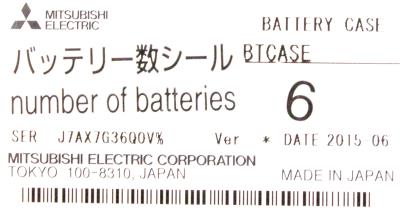 MITSUBISHI ELECTRIC
BATTERY CASE
バッテリー数シール BTCASE
number of batteries 6
SER J7AX7G36Q0V% Ver * DATE 2015-06
MITSUBISHI ELECTRIC CORPORATION
TOKYO 100-8310, JAPAN MADE IN JAPAN